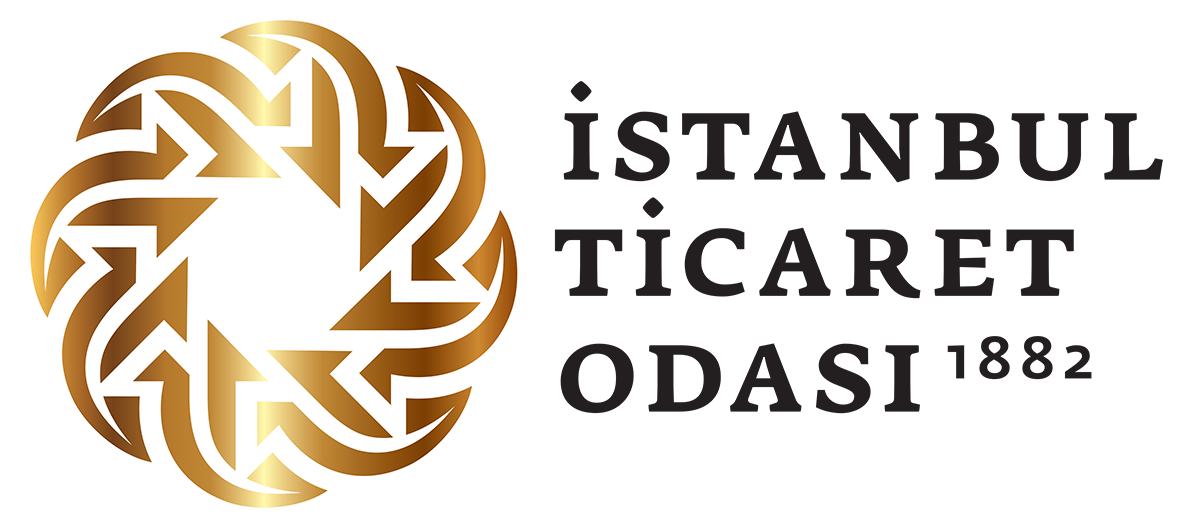 İSTANBUL
TİCARET
ODASI 1882